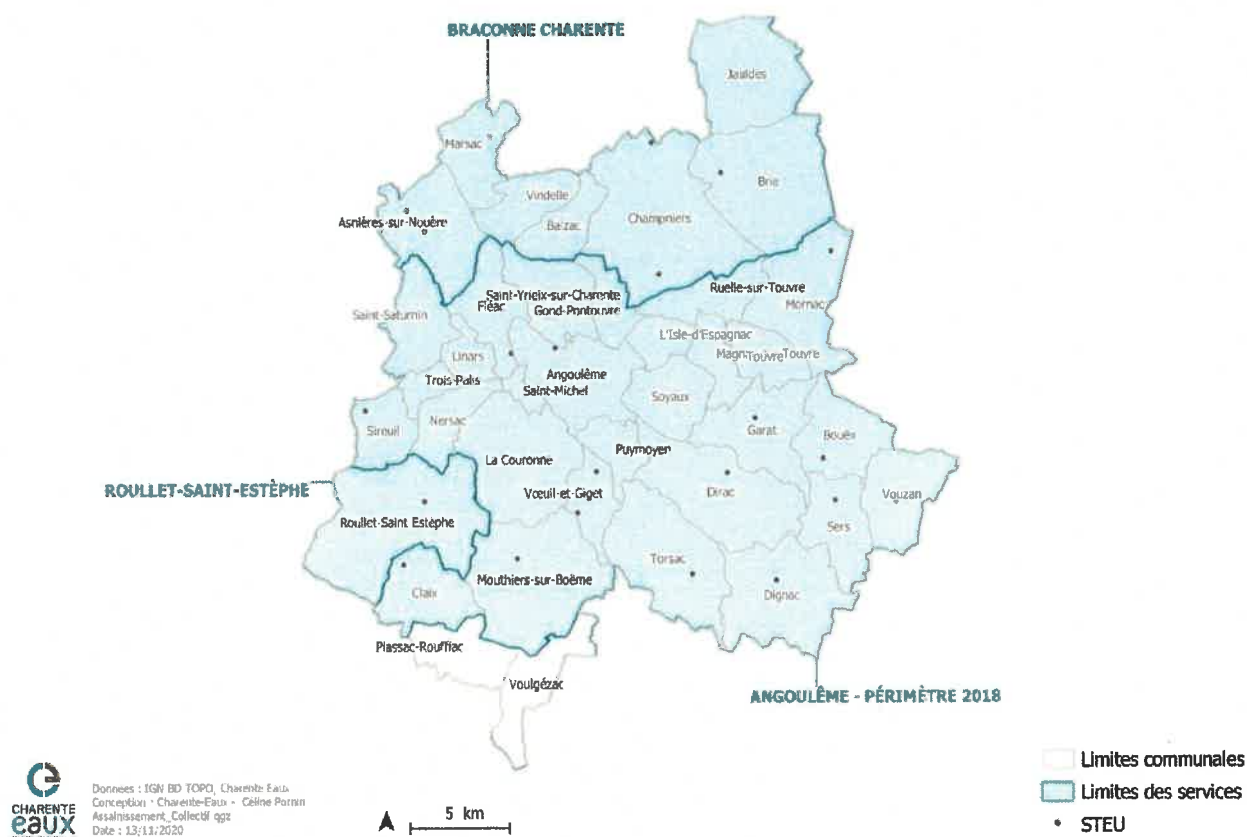 BRACONNE CHARENTE
Jauldes
Marsac
Brie
Vindelle
Champniers
Asnières-sur-Nouère
Balzac
Saint-Yrieix-sur-Charente
Ruelle-sur-Touvre
Fléac
Gond-Pontouvre
Mornac
Saint-Saturnin
L'Isle-d'Espagnac
Linars
Magnac
Touvre
Touvre
Trois-Palis
Angoulême
Saint-Michel
Soyaux
Sireuil
Nersac
Garat
Bouëx
La Couronne
Puymoyen
ROULLET-SAINT-ESTÈPHE
Vœuil-et-Giget
Dirac
Vouzan
Roullet-Saint Estèphe
Sers
Torsac
Mouthiers-sur-Boëme
Claix
Dignac
Plassac-Rouffiac
Voulgézac
ANGOULÊME - PÉRIMÈTRE 2018
Limites communales
Limites des services
STEU
CHARENTE
eaux
Données : IGN BD TOPO, Charente Eaux
Conception : Charente-Eaux - Céline Pornin
Assainissement_Collectif qgz
Date : 13/11/2020
5 km